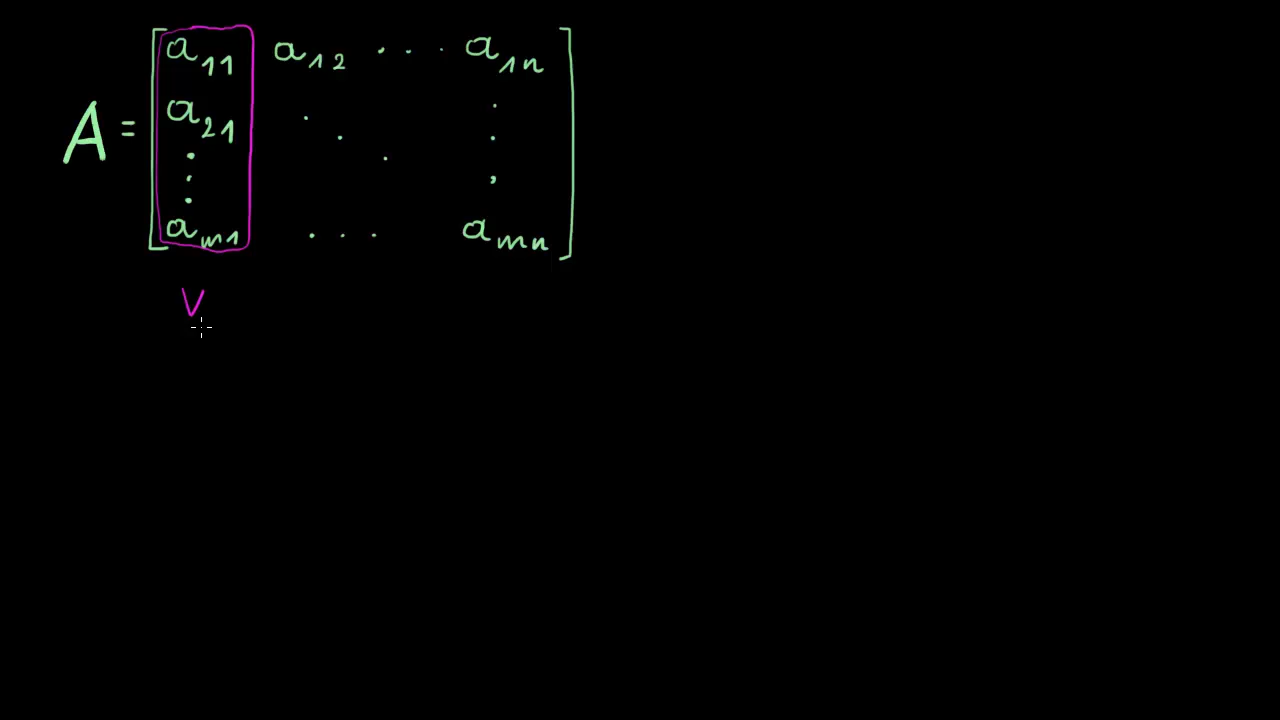 a₁₁ a₁₂ . . . a₁ₙ
A = a₂₁ . . . .
. . . .
aₘ₁ . . . aₘₙ
V